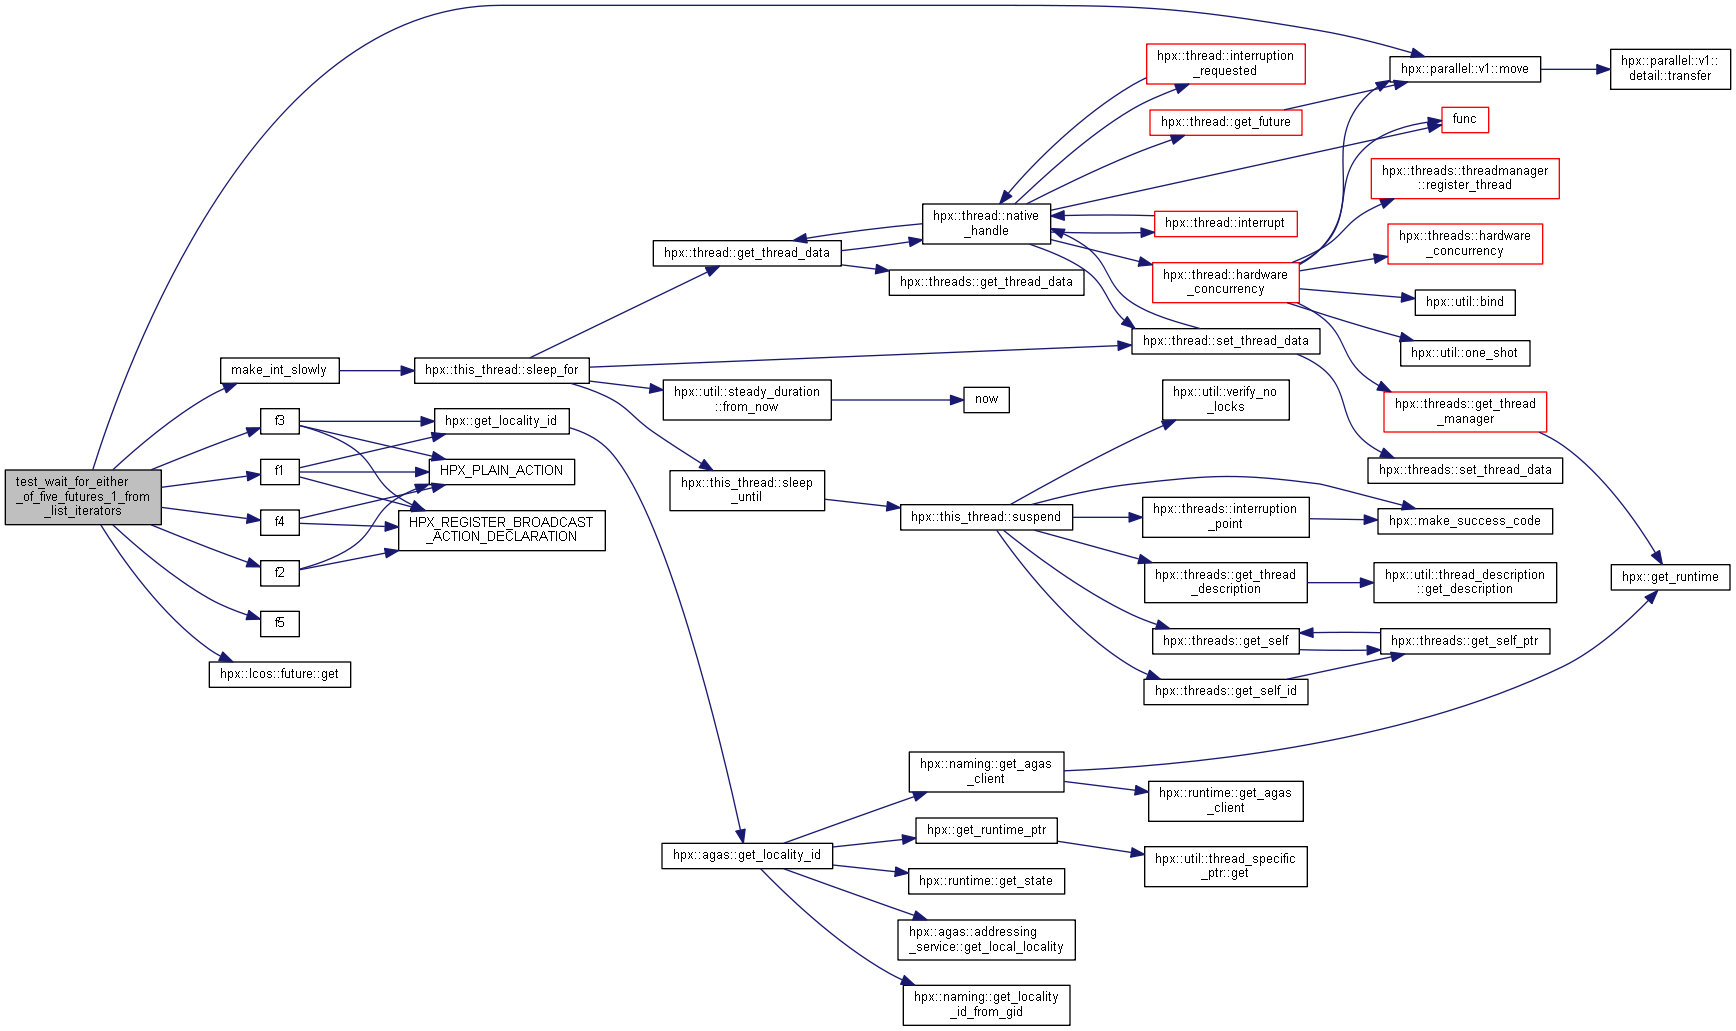 test_wait_for_either
_of_five_futures_1_from
_list_iterators
make_int_slowly
f3
f1
f4
f2
f5
hpx::lcos::future::get
hpx::this_thread::sleep_for
hpx::get_locality_id
HPX_PLAIN_ACTION
HPX_REGISTER_BROADCAST
_ACTION_DECLARATION
hpx::thread::get_thread_data
hpx::util::steady_duration
::from_now
hpx::this_thread::sleep
_until
hpx::agas::get_locality_id
hpx::thread::native
_handle
hpx::threads::get_thread_data
now
hpx::this_thread::suspend
hpx::naming::get_agas
_client
hpx::get_runtime_ptr
hpx::runtime::get_state
hpx::agas::addressing
_service::get_local_locality
hpx::naming::get_locality
_id_from_gid
hpx::thread::interruption
_requested
hpx::thread::get_future
hpx::thread::interrupt
hpx::thread::hardware
_concurrency
hpx::thread::set_thread_data
hpx::util::verify_no
_locks
hpx::threads::interruption
_point
hpx::threads::get_thread
_description
hpx::threads::get_self
hpx::threads::get_self_id
hpx::runtime::get_agas
_client
hpx::util::thread_specific
_ptr::get
hpx::parallel::v1::move
func
hpx::threads::threadmanager
::register_thread
hpx::threads::hardware
_concurrency
hpx::util::bind
hpx::util::one_shot
hpx::threads::get_thread
_manager
hpx::threads::set_thread_data
hpx::make_success_code
hpx::util::thread_description
::get_description
hpx::threads::get_self_ptr
hpx::parallel::v1::
detail::transfer
hpx::get_runtime